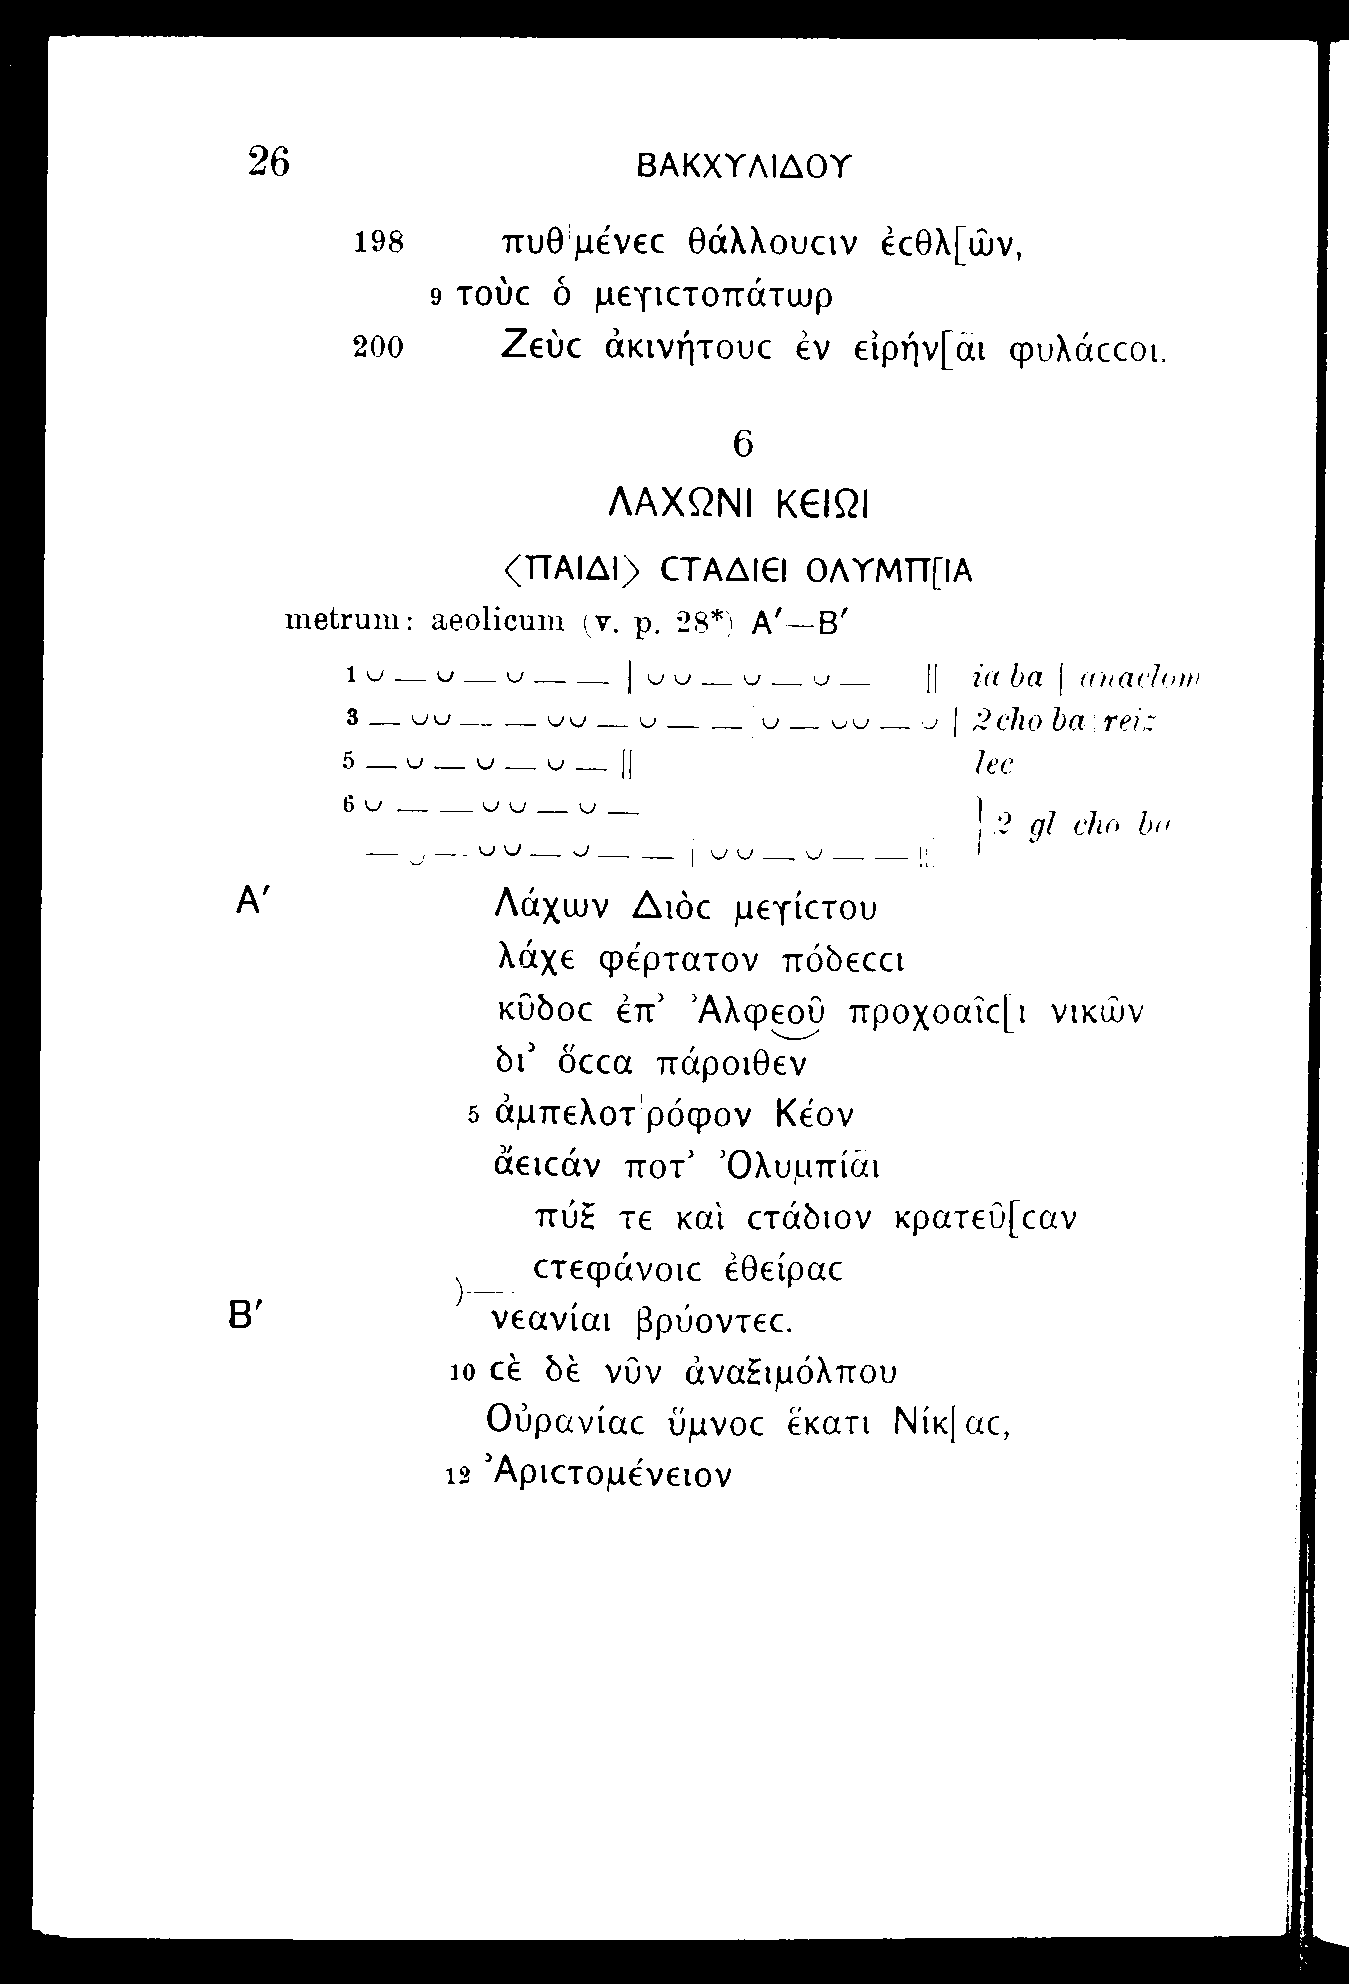 26 ΒΑΚΧΥΛΙΔΟΥ
198 πυθ¦μένεϲ θάλλουϲιν ἐϲθλ[ῶν,
9 τοὺϲ ὁ μεγιϲτοπάτωρ
200 Ζεὺϲ ἀκινήτουϲ ἐν εἰρήν[ᾱι φυλάϲϲοι.
6
ΛΑΧΩΝΙ ΚΕΙΩΙ
〈ΠΑΙΔΙ〉 ϹΤΑΔΙΕΙ ΟΛΥΜΠ[ΙΑ
metrum: aeolicum (v. p. 28*) Α′—Β′
1 ⏑ — ⏑ — ⏑ — — | ⏑⏑ — ⏑ — ⏑ — || ia ba | anaclom
3 — ⏑⏑ — — ⏑⏑ — ⏑ — — ¦ ⏑ — ⏑⏑ — ⏑ | 2 cho ba ¦ reiz
5 — ⏑ — ⏑ — ⏑ — || lec
6 ⏑ — — ⏑⏑ — ⏑ —
— ⏑ — ⏑⏑ — ⏑ — — | ⏑⏑ — ⏑ — — ||| } 2 gl cho ba
Α′ Λάχων Διὸϲ μεγίϲτου
λάχε φέρτατον πόδεϲϲι
κῦδοϲ ἐπ’ Ἀλφεοῦ προχοαῖϲ[ι νικῶν
δι’ ὅϲϲα πάροιθεν
5 ἀμπελοτ¦ρόφον Κέον
ἄειϲάν ποτ’ Ὀλυμπίᾱι
πύξ τε καὶ ϲτάδιον κρατεῦ[ϲαν
ϲτεφάνοιϲ ἐθείραϲ
Β′ νεανίαι βρύοντεϲ.
10 ϲὲ δὲ νῦν ἀναξιμόλπου
Οὐρανίαϲ ὕμνοϲ ἕκατι Νίκ[αϲ,
12 Ἀριϲτομένειον